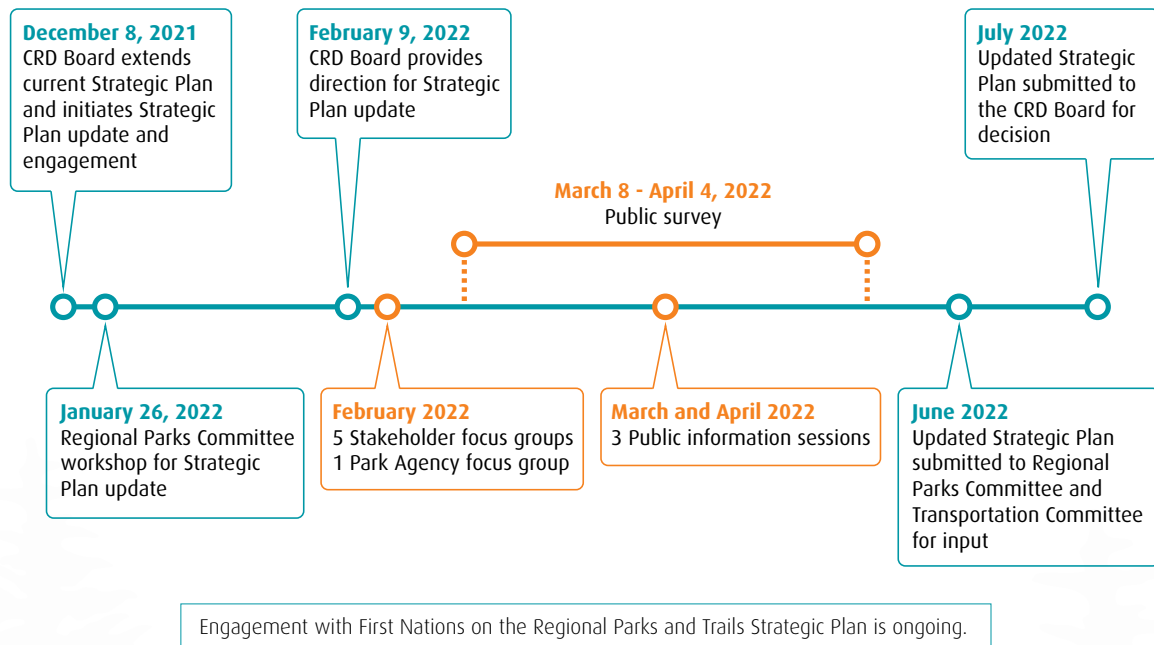 December 8, 2021
CRD Board extends
current Strategic Plan
and initiates Strategic
Plan update and
engagement
February 9, 2022
CRD Board provides
direction for Strategic
Plan update
July 2022
Updated Strategic
Plan submitted to
the CRD Board for
decision
March 8 - April 4, 2022
Public survey
January 26, 2022
Regional Parks Committee
workshop for Strategic
Plan update
February 2022
5 Stakeholder focus groups
1 Park Agency focus group
March and April 2022
3 Public information sessions
June 2022
Updated Strategic Plan
submitted to Regional
Parks Committee and
Transportation Committee
for input
Engagement with First Nations on the Regional Parks and Trails Strategic Plan is ongoing.